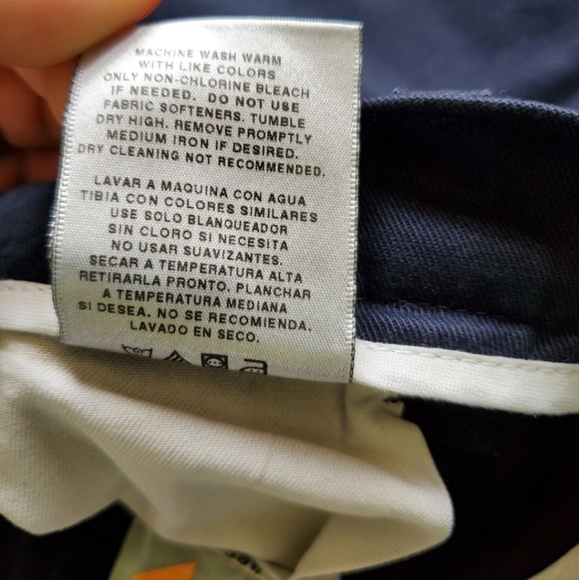 MACHINE WASH WARM
WITH LIKE COLORS
ONLY NON-CHLORINE BLEACH
IF NEEDED. DO NOT USE
FABRIC SOFTENERS. TUMBLE
DRY HIGH. REMOVE PROMPTLY
MEDIUM IRON IF DESIRED.
DRY CLEANING NOT RECOMMENDED.
LAVAR A MAQUINA CON AGUA
TIBIA CON COLORES SIMILARES
USE SOLO BLANQUEADOR
SIN CLORO SI NECESITA
NO USAR SUAVIZANTES.
SECAR A TEMPERATURA ALTA
RETIRARLA PRONTO. PLANCHAR
A TEMPERATURA MEDIANA
SI DESEA. NO SE RECOMIENDA.
LAVADO EN SECO.